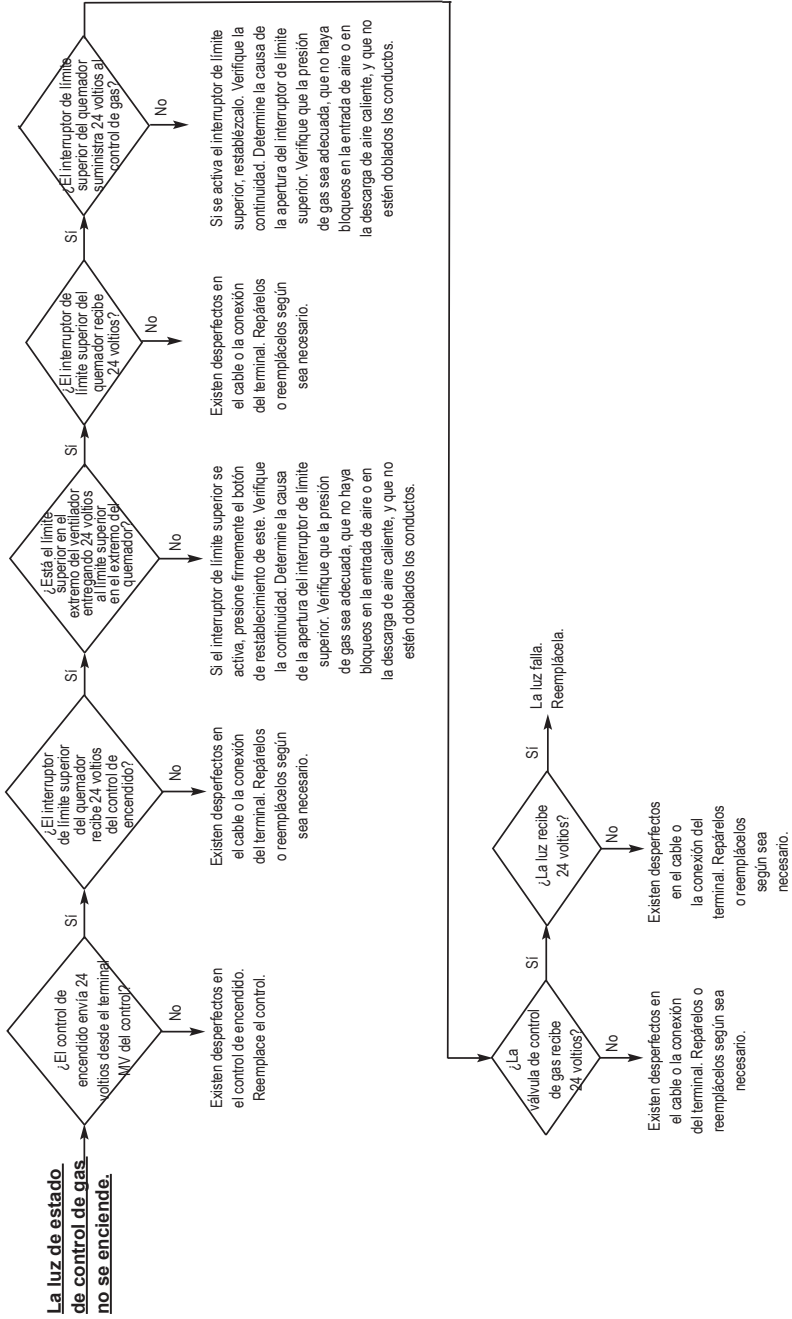 La luz de estado
de control de gas
no se enciende.
¿El control de
encendido envía 24
voltios desde el terminal
MV del control?
Sí
No
Existen desperfectos en
el control de encendido.
Reemplace el control.
¿El interruptor
de límite superior
del quemador
recibe 24 voltios
del control de
encendido?
Sí
No
Existen desperfectos en
el cable o la conexión
del terminal. Repárelos
o reemplácelos según
sea necesario.
¿Está el límite
superior en el
extremo del ventilador
entregando 24 voltios
al límite superior
en el extremo del
quemador?
Sí
No
Si el interruptor de límite superior se
activa, presione firmemente el botón
de restablecimiento de este. Verifique
la continuidad. Determine la causa
de la apertura del interruptor de límite
superior. Verifique que la presión
de gas sea adecuada, que no haya
bloqueos en la entrada de aire o en
la descarga de aire caliente, y que no
estén doblados los conductos.
¿El interruptor de
límite superior del
quemador recibe
24 voltios?
Sí
No
Existen desperfectos en
el cable o la conexión
del terminal. Repárelos
o reemplácelos según
sea necesario.
¿El interruptor de límite
superior del quemador
suministra 24 voltios al
control de gas?
No
Si se activa el interruptor de límite
superior, restablézcalo. Verifique la
continuidad. Determine la causa de
la apertura del interruptor de límite
superior. Verifique que la presión
de gas sea adecuada, que no haya
bloqueos en la entrada de aire o en
la descarga de aire caliente, y que no
estén doblados los conductos.
¿La
válvula de control
de gas recibe
24 voltios?
Sí
No
Existen desperfectos en
el cable o la conexión
del terminal. Repárelos o
reemplácelos según sea
necesario.
¿La luz recibe
24 voltios?
Sí
La luz falla.
Reemplácela.
No
Existen desperfectos
en el cable o
la conexión del
terminal. Repárelos
o reemplácelos
según sea
necesario.